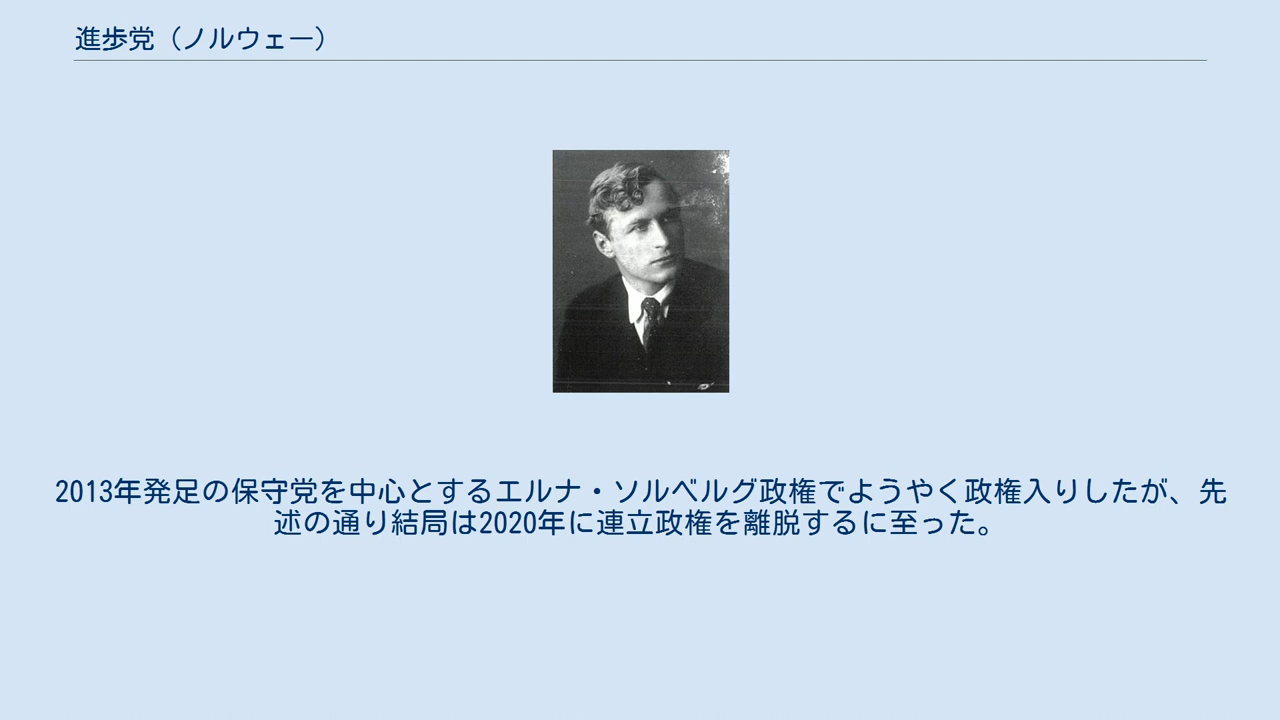 進歩党（ノルウェー）
2013年発足の保守党を中心とするエルナ・ソルベルグ政権でようやく政権入りしたが、先
述の通り結局は2020年に連立政権を離脱するに至った。